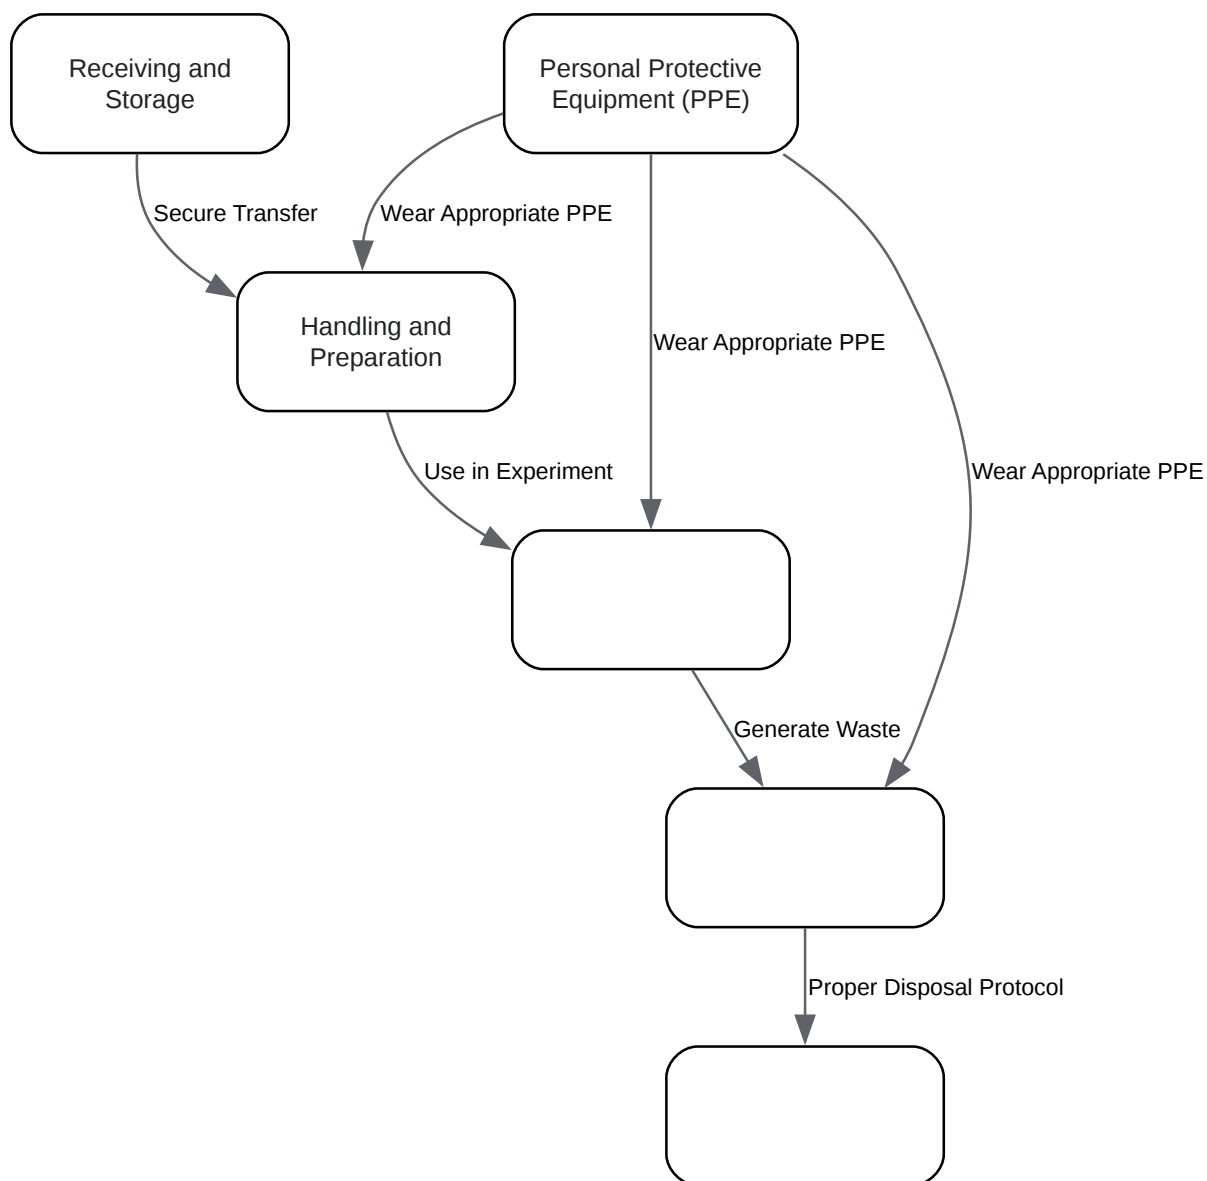 Receiving and
Storage
Personal Protective
Equipment (PPE)
Secure Transfer
Wear Appropriate PPE
Handling and
Preparation
Wear Appropriate PPE
Use in Experiment
Wear Appropriate PPE
Generate Waste
Proper Disposal Protocol